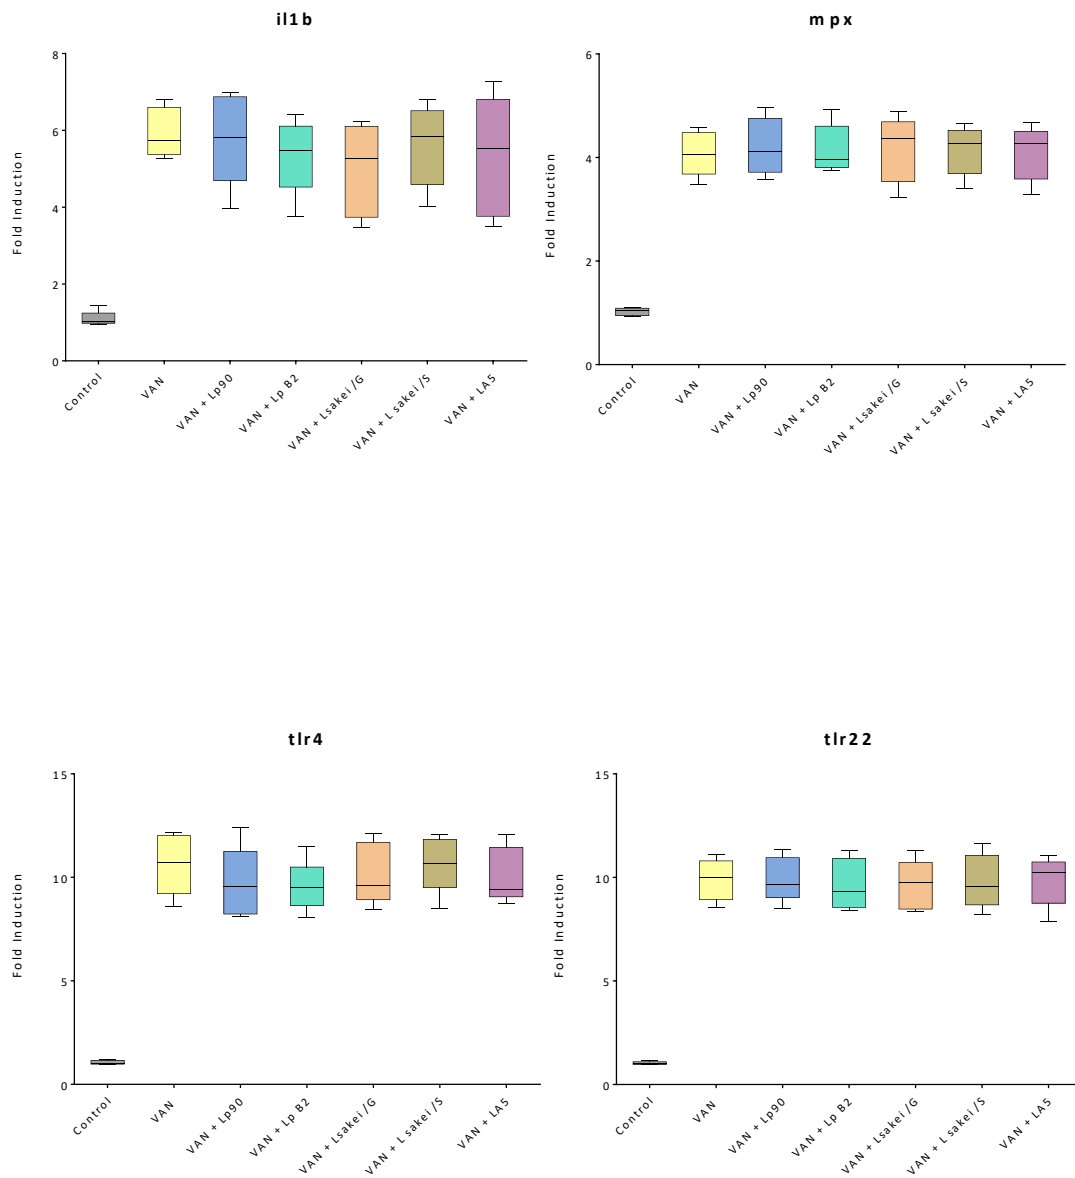 il1b
8
6
4
2
0
Fold Induction
Control
VAN
VAN + Lp90
VAN + Lp B2
VAN + Lsakei/G
VAN + L sakei/S
VAN + LA5
mpx
6
4
2
0
Fold Induction
Control
VAN
VAN + Lp90
VAN + Lp B2
VAN + Lsakei/G
VAN + L sakei/S
VAN + LA5
tlr4
15
10
5
0
Fold Induction
Control
VAN
VAN + Lp90
VAN + Lp B2
VAN + Lsakei/G
VAN + L sakei/S
VAN + LA5
tlr22
15
10
5
0
Fold Induction
Control
VAN
VAN + Lp90
VAN + Lp B2
VAN + Lsakei/G
VAN + L sakei/S
VAN + LA5